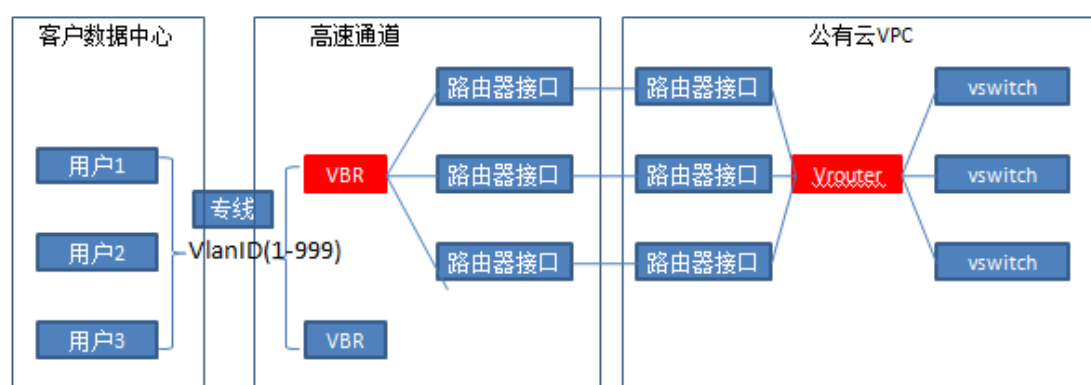 客户数据中心
高速通道
公有云VPC
用户1
用户2
用户3
专线
VlanID(1-999)
VBR
VBR
路由器接口
路由器接口
路由器接口
路由器接口
路由器接口
路由器接口
Vrouter
vswitch
vswitch
vswitch